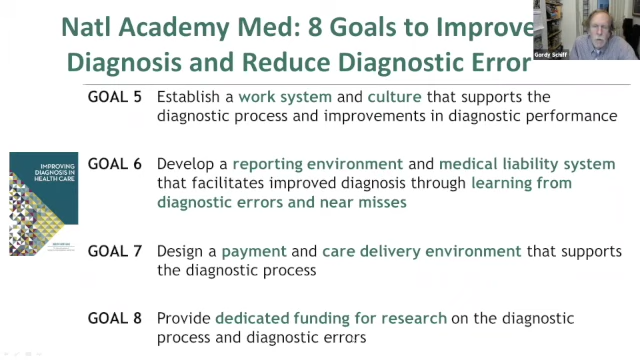 Natl Academy Med: 8 Goals to Improve
Diagnosis and Reduce Diagnostic Error
Gordy Schiff
GOAL 5 Establish a work system and culture that supports the
diagnostic process and improvements in diagnostic performance
IMPROVING
DIAGNOSIS IN
HEALTH CARE
GOAL 6 Develop a reporting environment and medical liability system
that facilitates improved diagnosis through learning from
diagnostic errors and near misses
GOAL 7 Design a payment and care delivery environment that supports
the diagnostic process
GOAL 8 Provide dedicated funding for research on the diagnostic
process and diagnostic errors